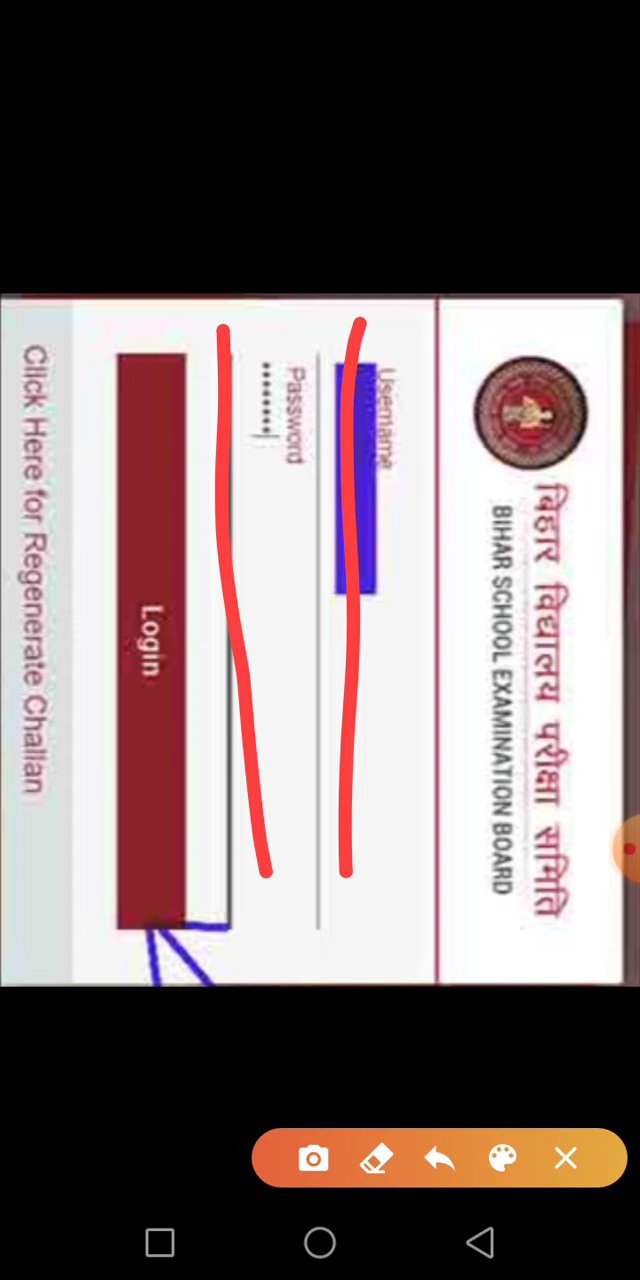 बिहार विद्यालय परीक्षा समिति
BIHAR SCHOOL EXAMINATION BOARD
Username
Password
Login
Click Here for Regenerate Challan